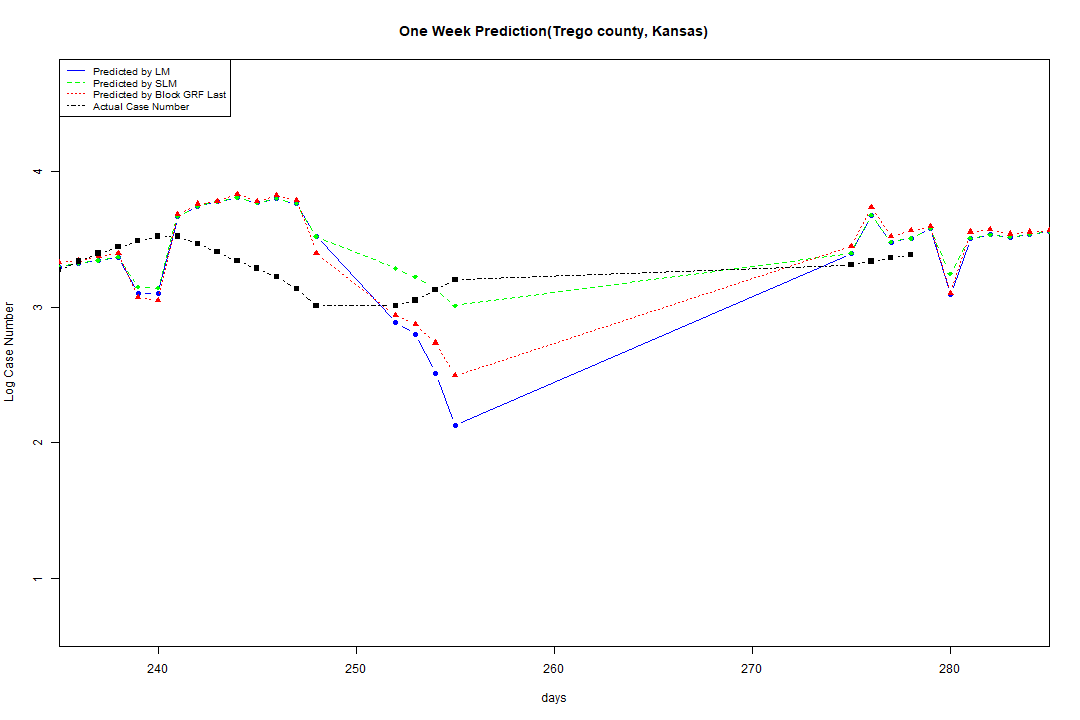 One Week Prediction(Trego county, Kansas)
Predicted by LM
Predicted by SLM
Predicted by Block GRF Last
Actual Case Number
4
3
2
1
Log Case Number
240 250 260 270 280
days